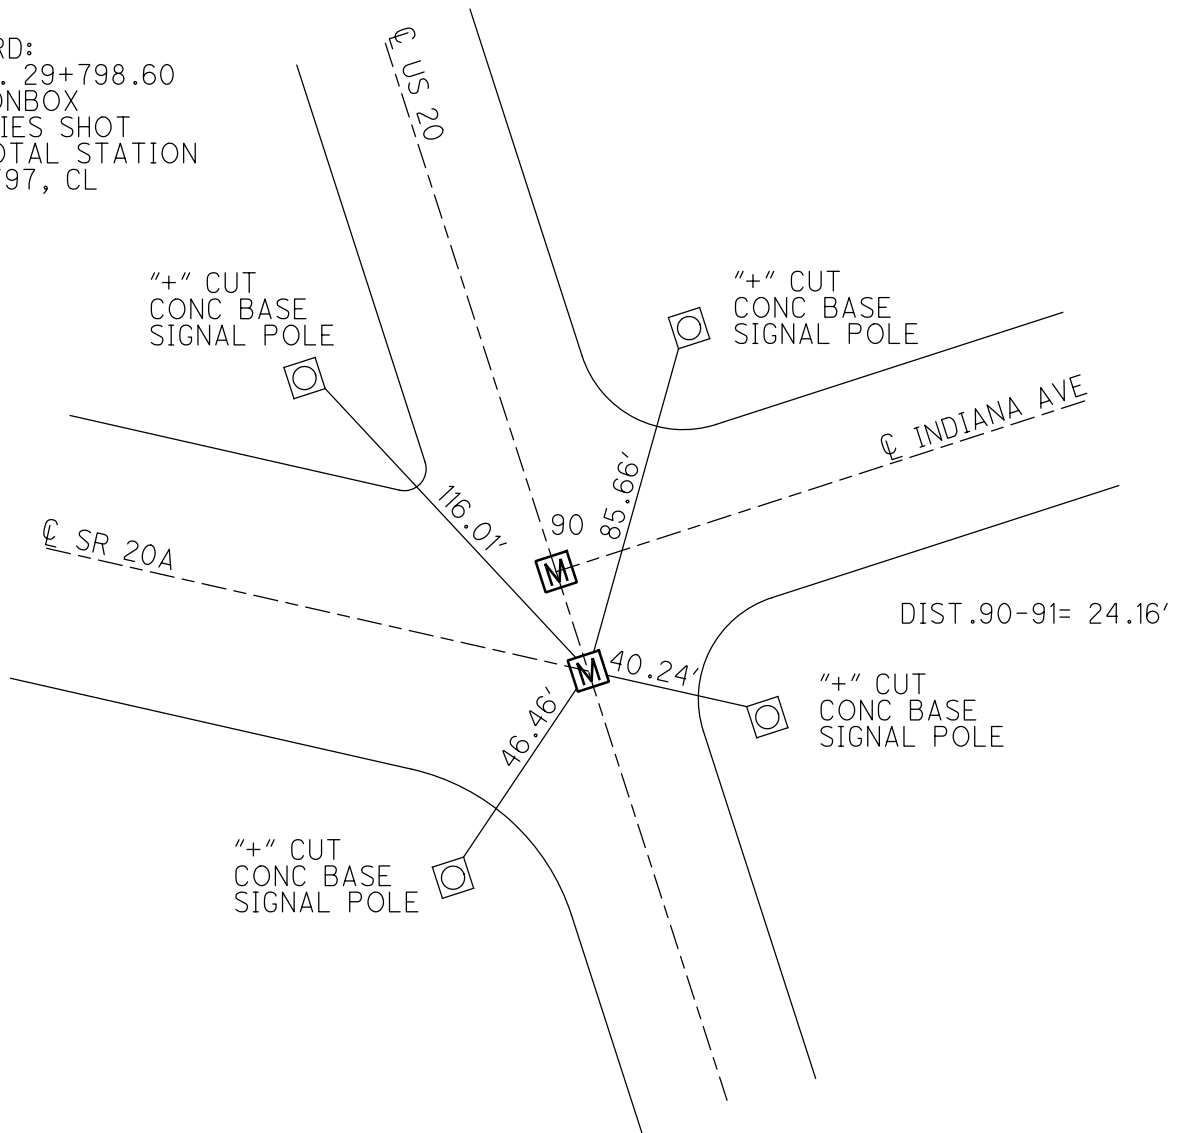 RD:
. 29+798.60
ONBOX
IES SHOT
OTAL STATION
/97, CL
℄ US 20
"+" CUT
CONC BASE
SIGNAL POLE
"+" CUT
CONC BASE
SIGNAL POLE
℄ INDIANA AVE
116.01'
85.66'
90
M
℄ SR 20A
DIST.90-91= 24.16'
M
40.24'
46.46'
"+" CUT
CONC BASE
SIGNAL POLE
"+" CUT
CONC BASE
SIGNAL POLE